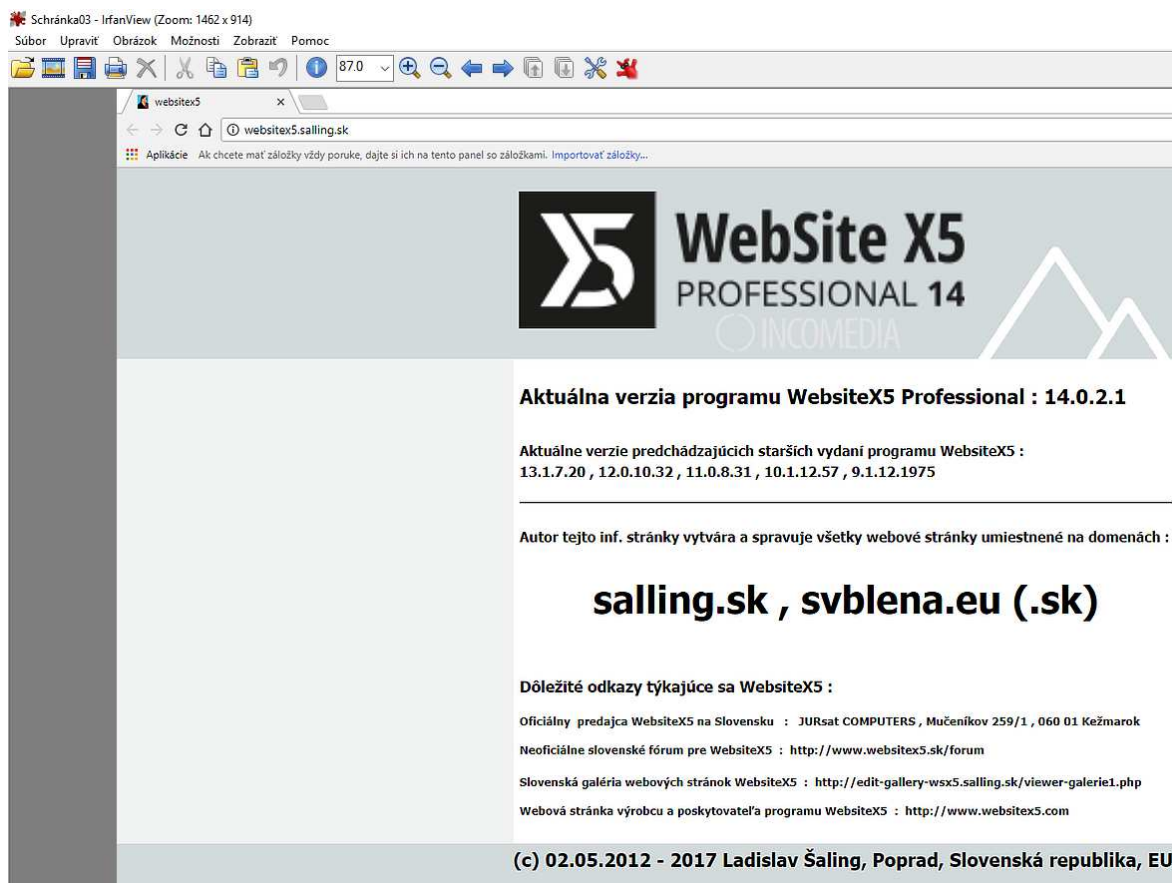 Schránka03 - IrfanView (Zoom: 1462 x 914)
Súbor Upraviť Obrázok Možnosti Zobraziť Pomoc
87.0
websitex5
websitex5.salling.sk
Aplikácie Ak chcete mať záložky vždy poruke, dajte si ich na tento panel so záložkami. Importovať záložky...
X5
WebSite X5
PROFESSIONAL 14
INCOMEDIA
Aktuálna verzia programu WebsiteX5 Professional : 14.0.2.1
Aktuálne verzie predchádzajúcich starších vydaní programu WebsiteX5 :
13.1.7.20 , 12.0.10.32 , 11.0.8.31 , 10.1.12.57 , 9.1.12.1975
Autor tejto inf. stránky vytvára a spravuje všetky webové stránky umiestnené na domenách :
salling.sk , svblena.eu (.sk)
Dôležité odkazy týkajúce sa WebsiteX5 :
Oficiálny predajca WebsiteX5 na Slovensku : JURsat COMPUTERS , Mučeníkov 259/1 , 060 01 Kežmarok
Neoficiálne slovenské fórum pre WebsiteX5 : http://www.websitex5.sk/forum
Slovenská galéria webových stránok WebsiteX5 : http://edit-gallery-wsx5.salling.sk/viewer-galerie1.php
Webová stránka výrobcu a poskytovateľa programu WebsiteX5 : http://www.websitex5.com
(c) 02.05.2012 - 2017 Ladislav Šaling, Poprad, Slovenská republika, EU